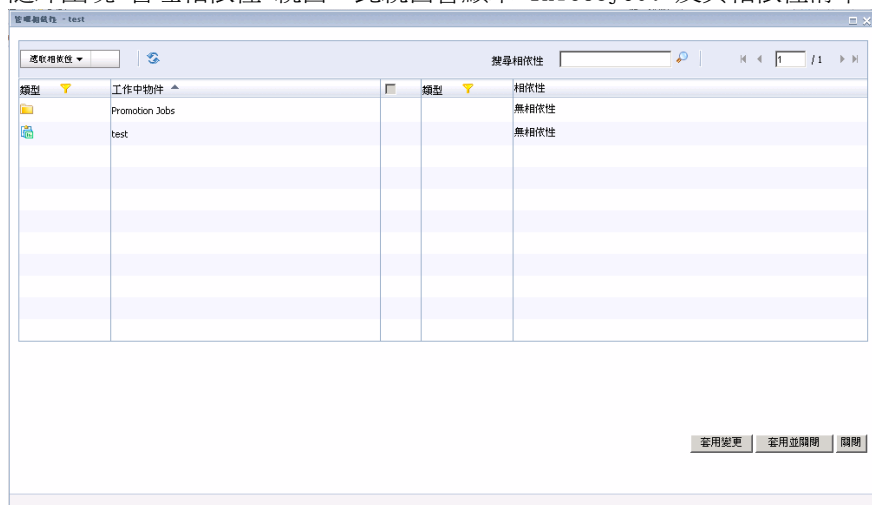 管理相依性 - test
選取相依性
搜尋相依性
1 / 1
類型 工作中物件 類型 相依性
Promotion Jobs 無相依性
test 無相依性
套用變更 套用並關閉 關閉